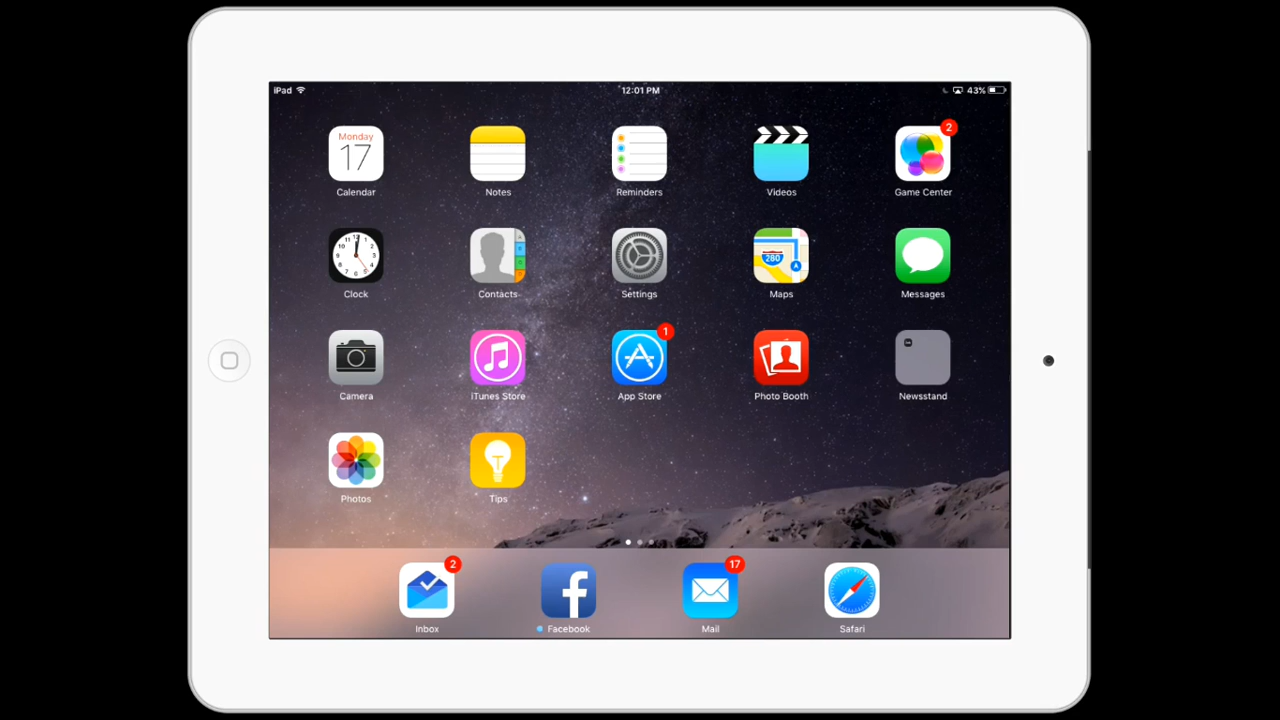 iPad 12:01 PM 43%
Monday
17
Calendar Notes Reminders Videos Game Center
2
280
Clock Contacts Settings Maps Messages
1
Camera iTunes Store App Store Photo Booth Newsstand
Photos Tips
2 17
Inbox Facebook Mail Safari